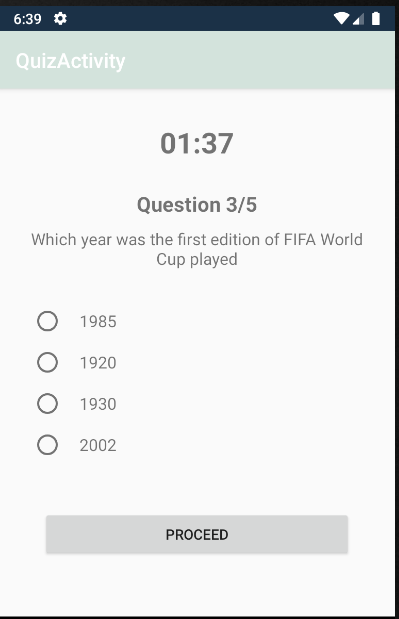 6:39
QuizActivity
01:37
Question 3/5
Which year was the first edition of FIFA World
Cup played
1985
1920
1930
2002
PROCEED